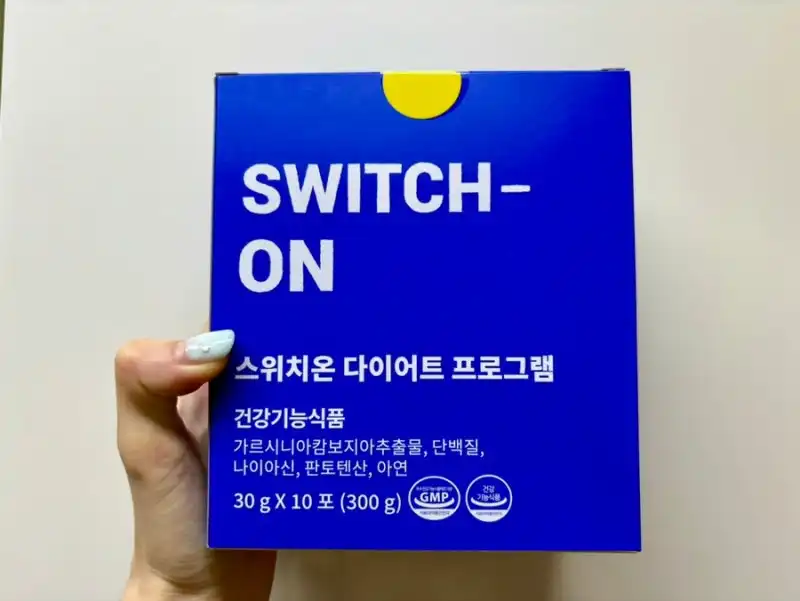 SWITCH-
ON
스위치온 다이어트 프로그램
건강기능식품
가르시니아캄보지아추출물, 단백질,
나이아신, 판토텐산, 아연
30 g X 10 포 (300 g)
GMP
건강
기능식품